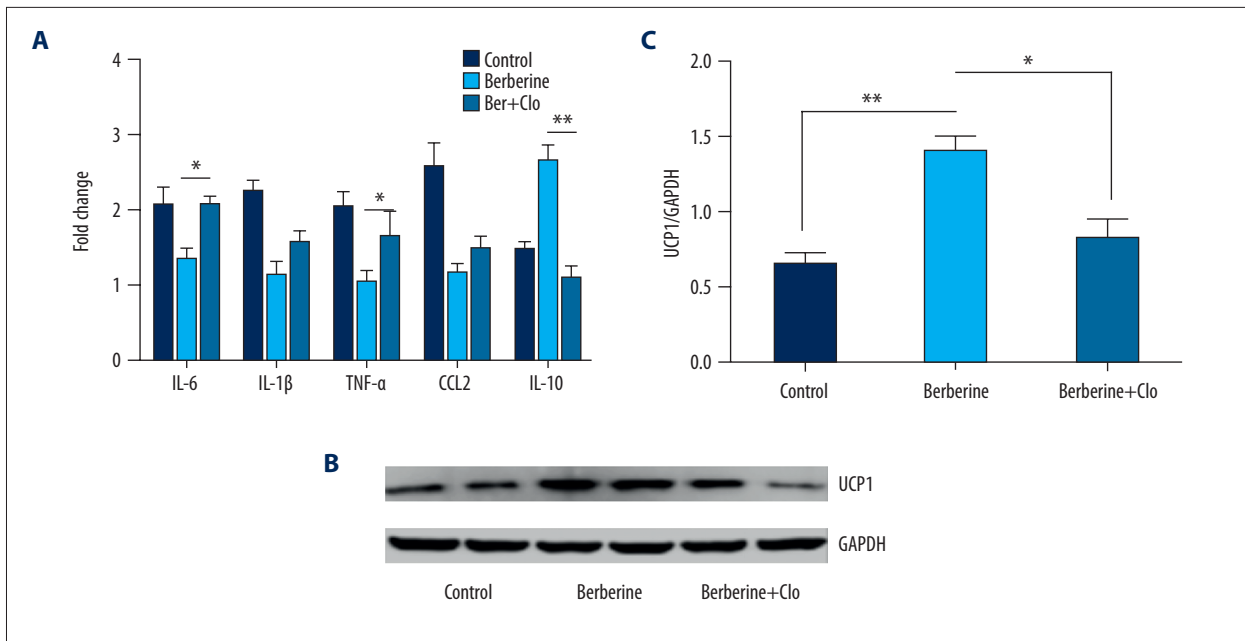 A
4
3
2
1
0
Fold change
Control
Berberine
Ber+Clo
*
*
**
IL-6 IL-1β TNF-α CCL2 IL-10
C
2.0
1.5
1.0
0.5
0.0
UCP1/GAPDH
**
*
Control Berberine Berberine+Clo
B
UCP1
GAPDH
Control Berberine Berberine+Clo